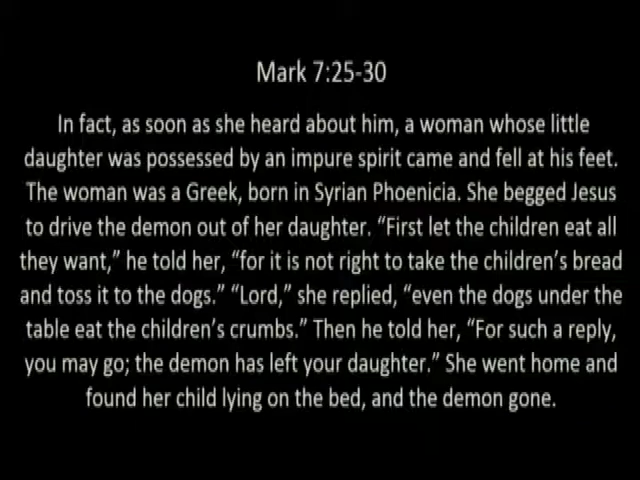 Mark 7:25-30
In fact, as soon as she heard about him, a woman whose little
daughter was possessed by an impure spirit came and fell at his feet.
The woman was a Greek, born in Syrian Phoenicia. She begged Jesus
to drive the demon out of her daughter. “First let the children eat all
they want,” he told her, “for it is not right to take the children’s bread
and toss it to the dogs.” “Lord,” she replied, “even the dogs under the
table eat the children’s crumbs.” Then he told her, “For such a reply,
you may go; the demon has left your daughter.” She went home and
found her child lying on the bed, and the demon gone.